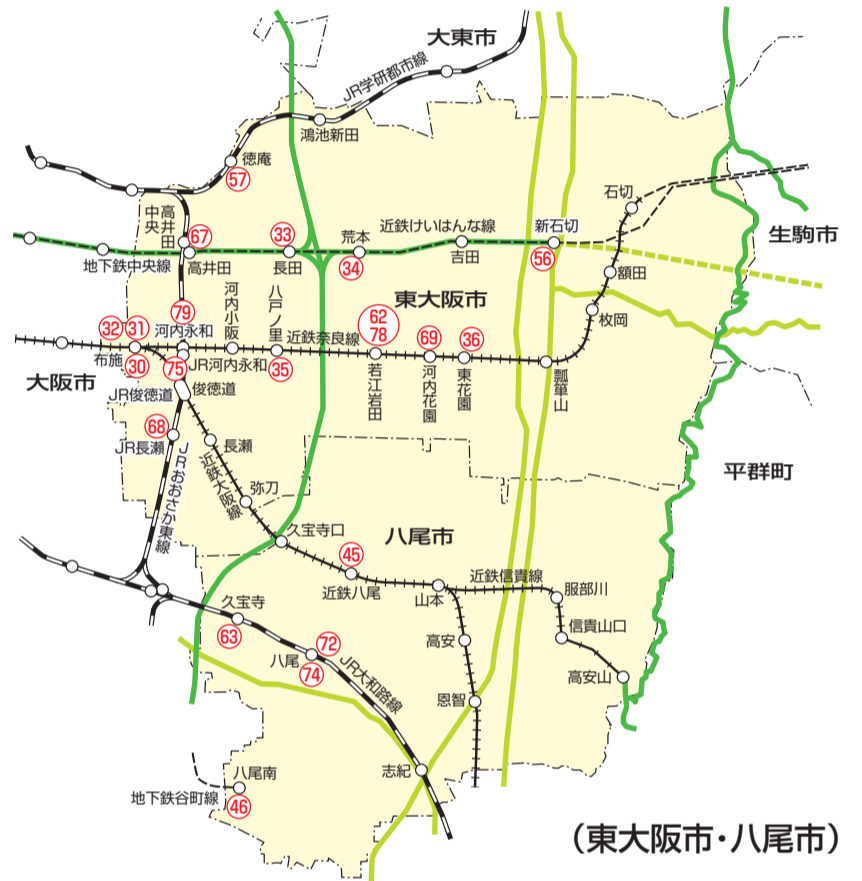 大東市
JR学研都市線
鴻池新田
徳庵
57
石切
高井田中央
67
33
荒本
近鉄けいはんな線
新石切
生駒市
地下鉄中央線
高井田
長田
34
吉田
56
額田
79
河内小阪
八戸ノ里
62
78
東大阪市
枚岡
32
31
河内永和
近鉄奈良線
69
36
布施
30
75
JR河内永和
35
若江岩田
河内花園
東花園
瓢箪山
大阪市
JR俊徳道
俊徳道
68
JR長瀬
長瀬
JRおおさか東線
近鉄大阪線
弥刀
平群町
久宝寺口
八尾市
45
近鉄八尾
山本
近鉄信貴線
服部川
久宝寺
63
高安
信貴山口
72
八尾
74
JR大和路線
高安山
恩智
志紀
八尾南
地下鉄谷町線
46
(東大阪市・八尾市)